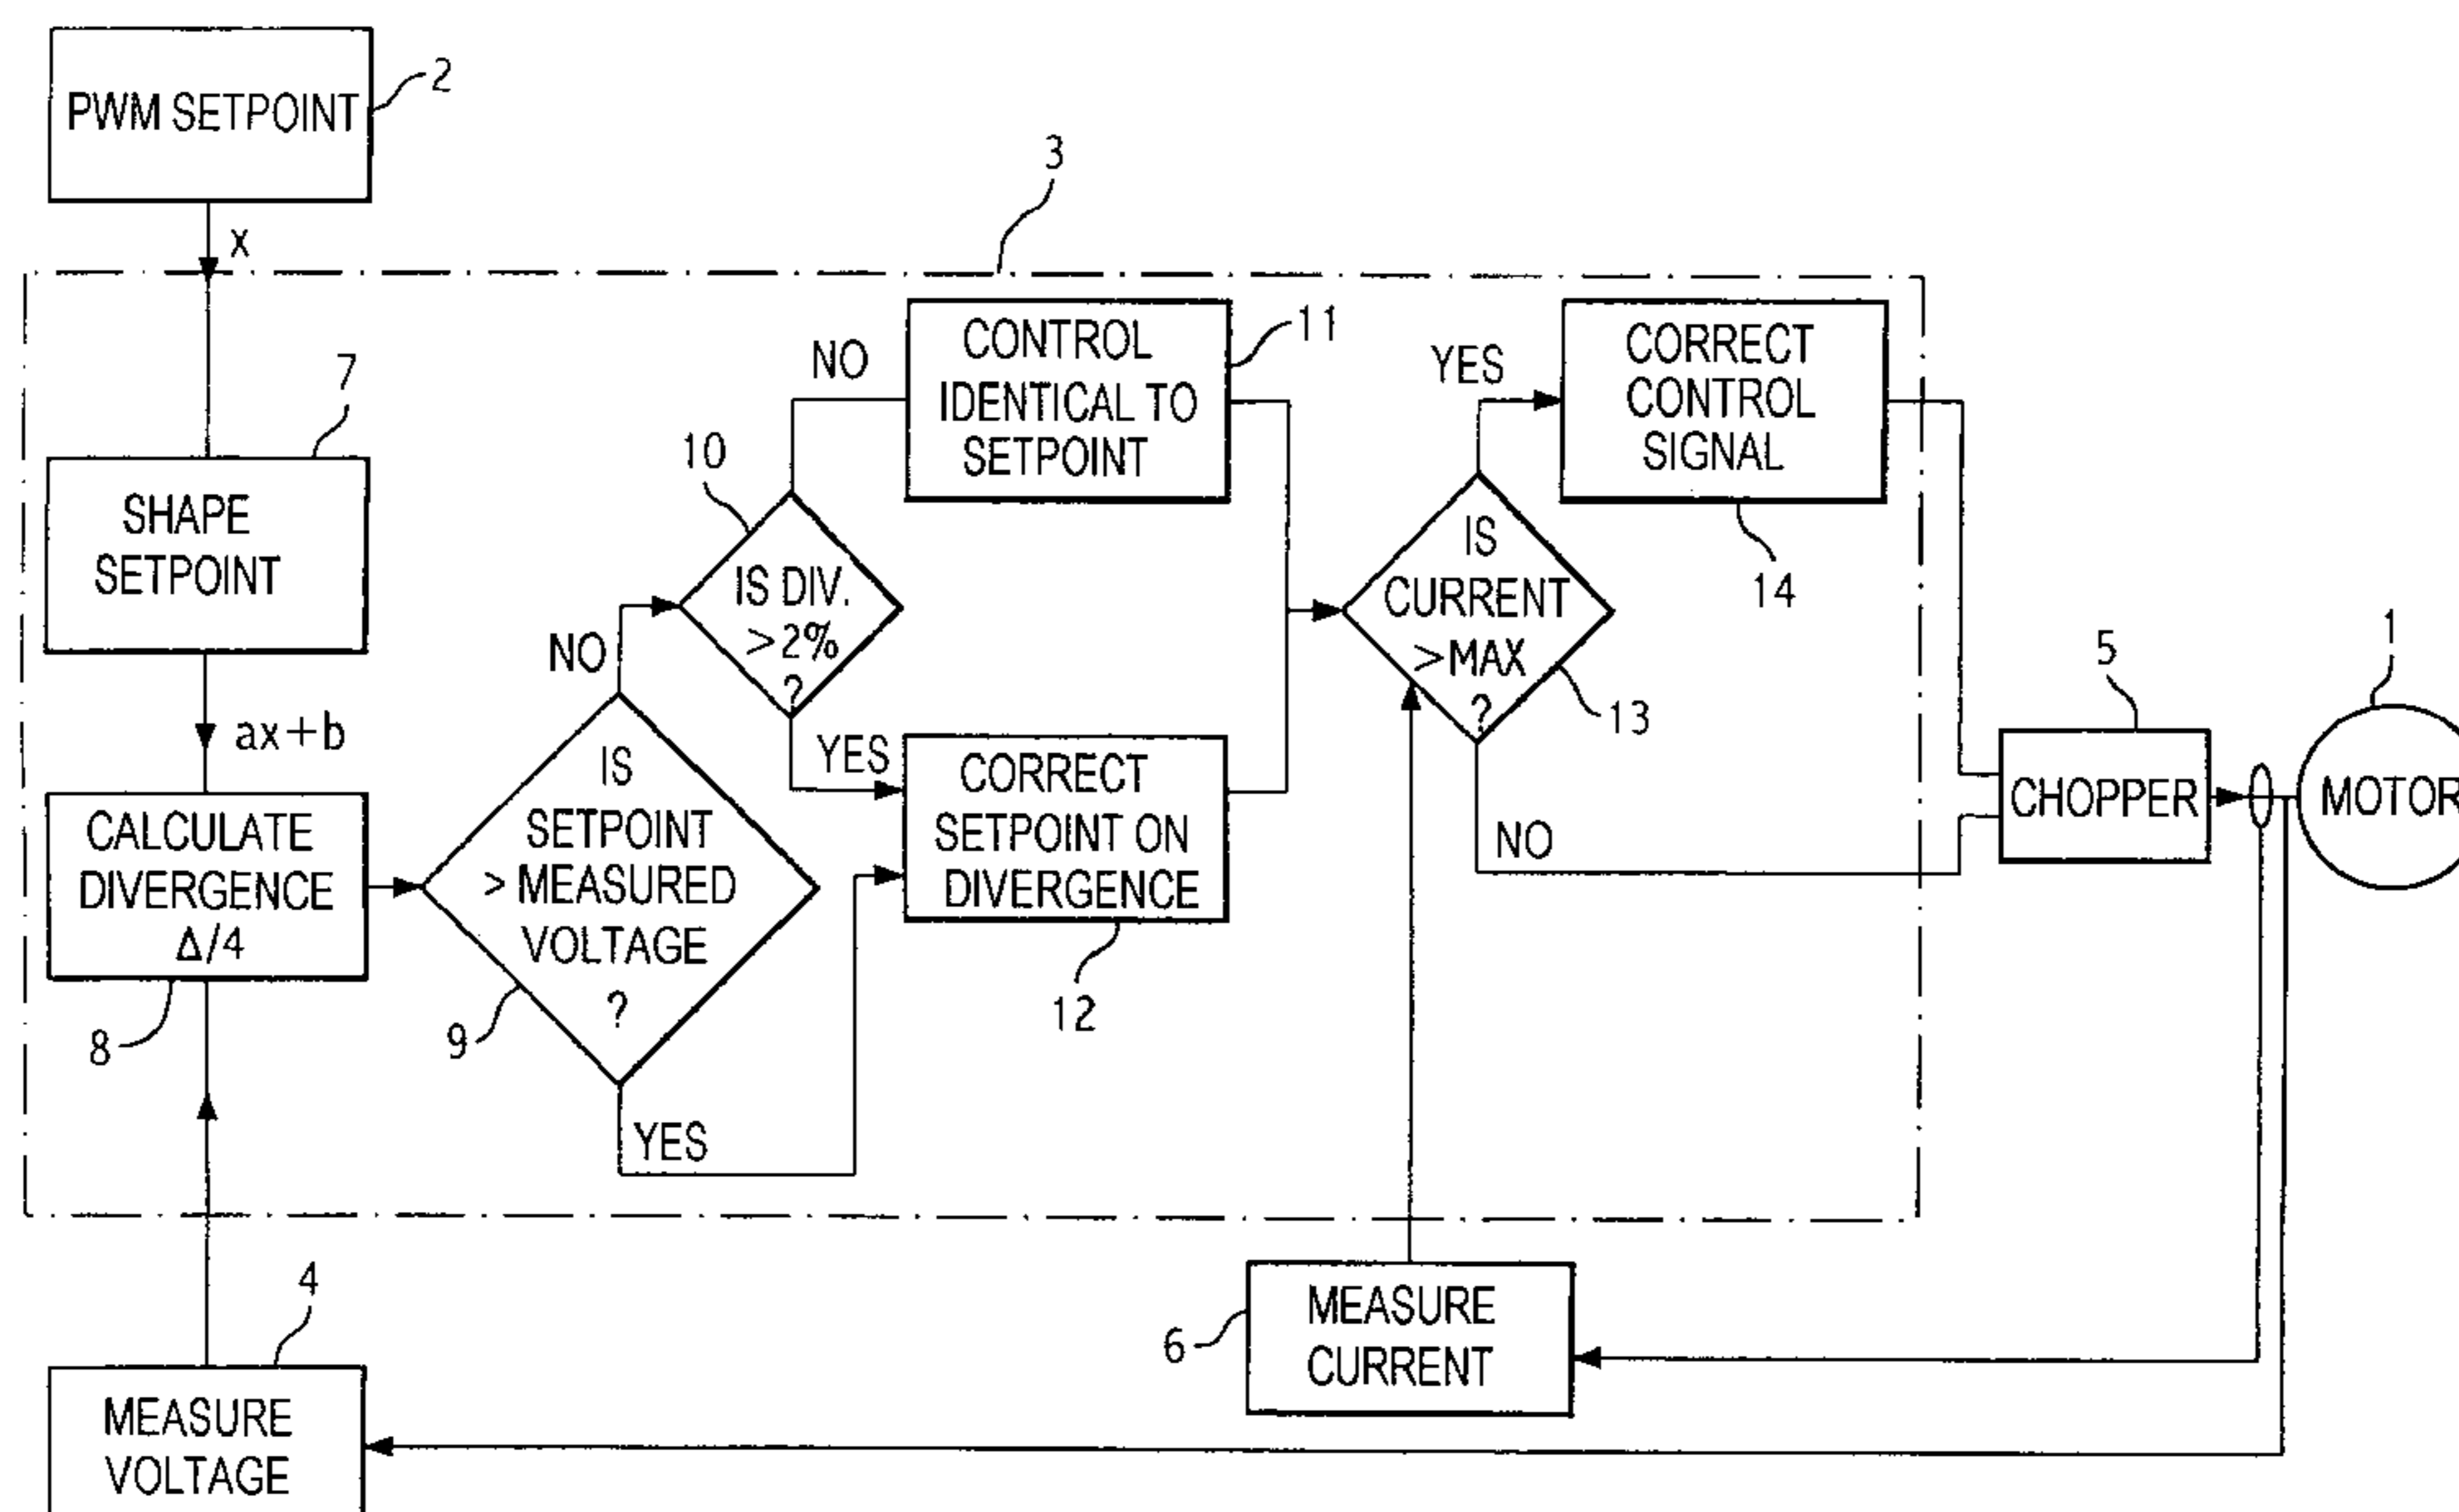 PWM SETPOINT
2
x
3
7
SHAPE
SETPOINT
ax+b
CALCULATE
DIVERGENCE
Δ/4
8
IS
SETPOINT
> MEASURED
VOLTAGE
?
9
NO
YES
10
IS DIV.
>2%
?
NO
YES
CONTROL
IDENTICAL TO
SETPOINT
11
CORRECT
SETPOINT ON
DIVERGENCE
12
IS
CURRENT
>MAX
?
13
YES
NO
CORRECT
CONTROL
SIGNAL
14
5
CHOPPER
1
MOTOR
6
MEASURE
CURRENT
4
MEASURE
VOLTAGE